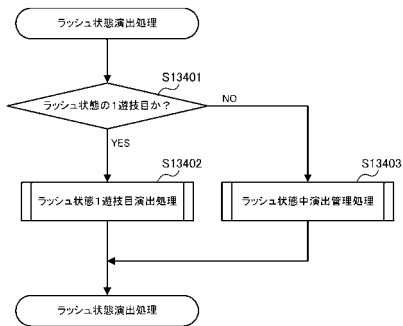 ラッシュ状態演出処理
S13401
ラッシュ状態の1遊技目か?
NO
YES
S13402
S13403
ラッシュ状態1遊技目演出処理
ラッシュ状態中演出管理処理
ラッシュ状態演出処理